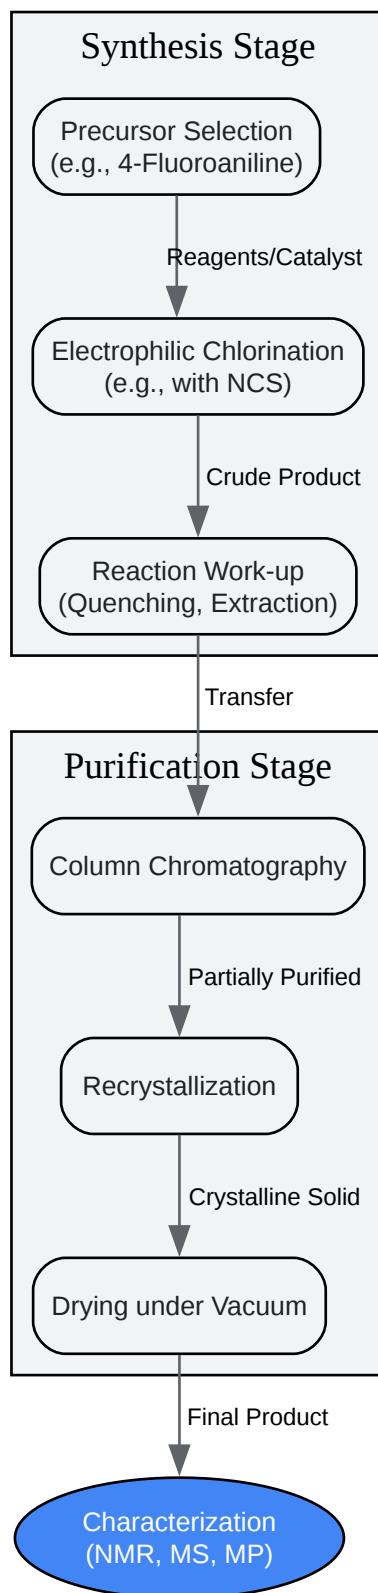 Synthesis Stage
Precursor Selection
(e.g., 4-Fluoroaniline)
Reagents/Catalyst
Electrophilic Chlorination
(e.g., with NCS)
Crude Product
Reaction Work-up
(Quenching, Extraction)
Transfer
Purification Stage
Column Chromatography
Partially Purified
Recrystallization
Crystalline Solid
Drying under Vacuum
Final Product
Characterization
(NMR, MS, MP)